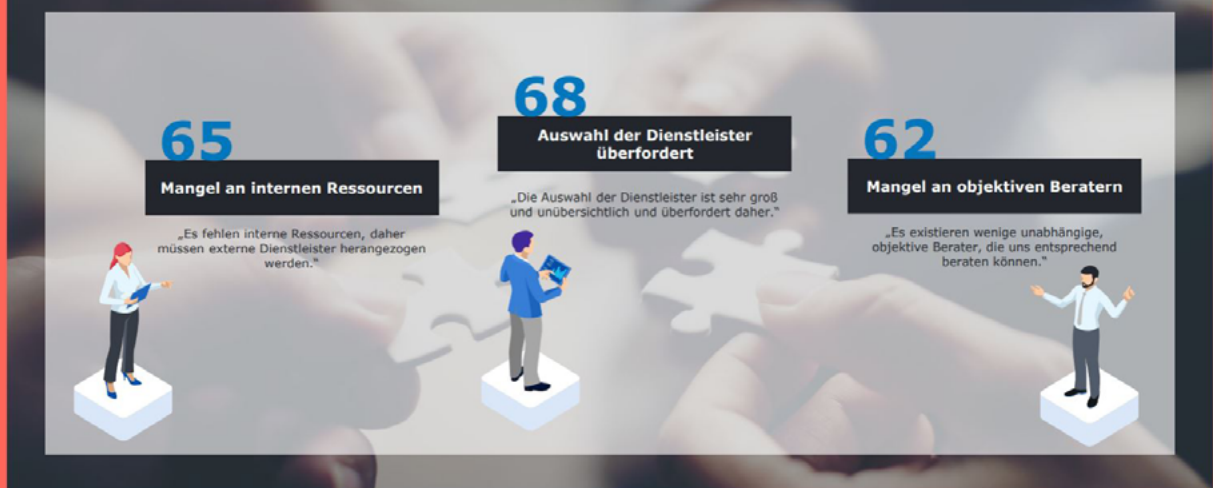 65
Mangel an internen Ressourcen
„Es fehlen interne Ressourcen, daher
müssen externe Dienstleister herangezogen
werden."
68
Auswahl der Dienstleister
überfordert
„Die Auswahl der Dienstleister ist sehr groß
und unübersichtlich und überfordert daher."
62
Mangel an objektiven Beratern
„Es existieren wenige unabhängige,
objektive Berater, die uns entsprechend
beraten können."